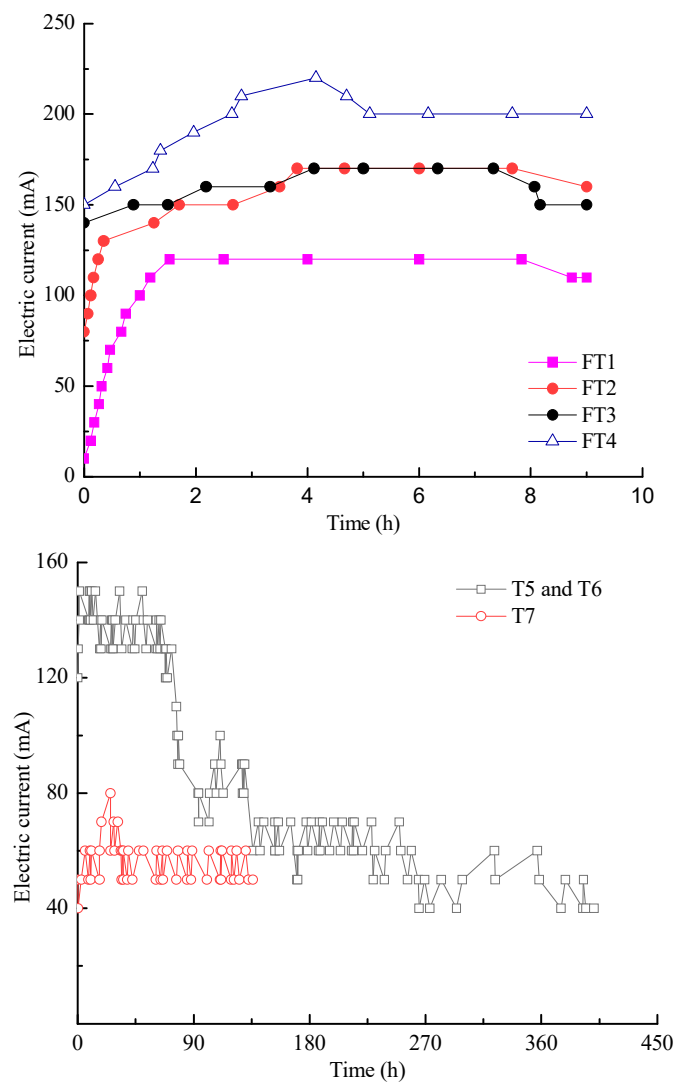 250
200
150
100
50
0
Electric current (mA)
FT1
FT2
FT3
FT4
0 2 4 6 8 10
Time (h)
160
120
80
40
Electric current (mA)
T5 and T6
T7
0 90 180 270 360 450
Time (h)